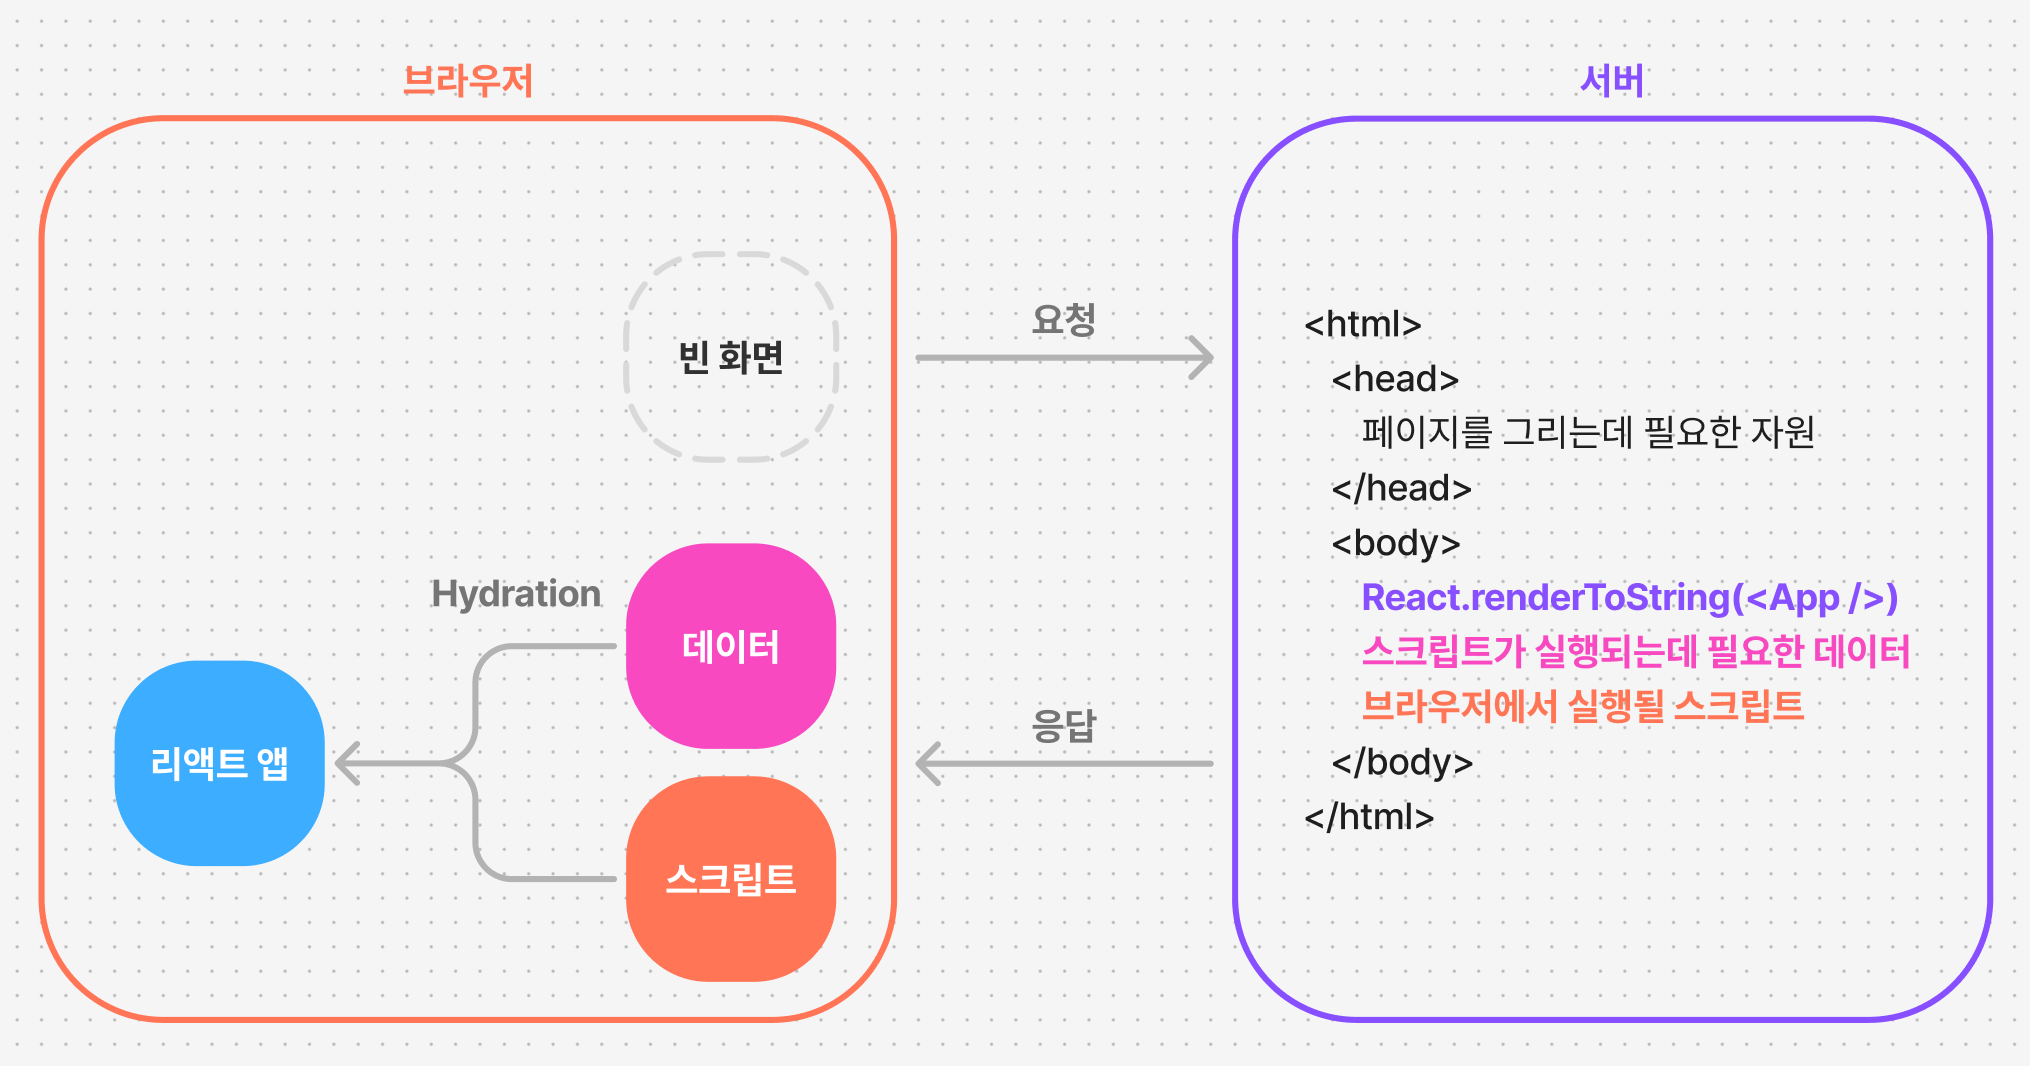 브라우저
서버
빈 화면
요청
Hydration
데이터
리액트 앱
스크립트
응답
<html>
<head>
페이지를 그리는데 필요한 자원
</head>
<body>
React.renderToString(<App />)
스크립트가 실행되는데 필요한 데이터
브라우저에서 실행될 스크립트
</body>
</html>